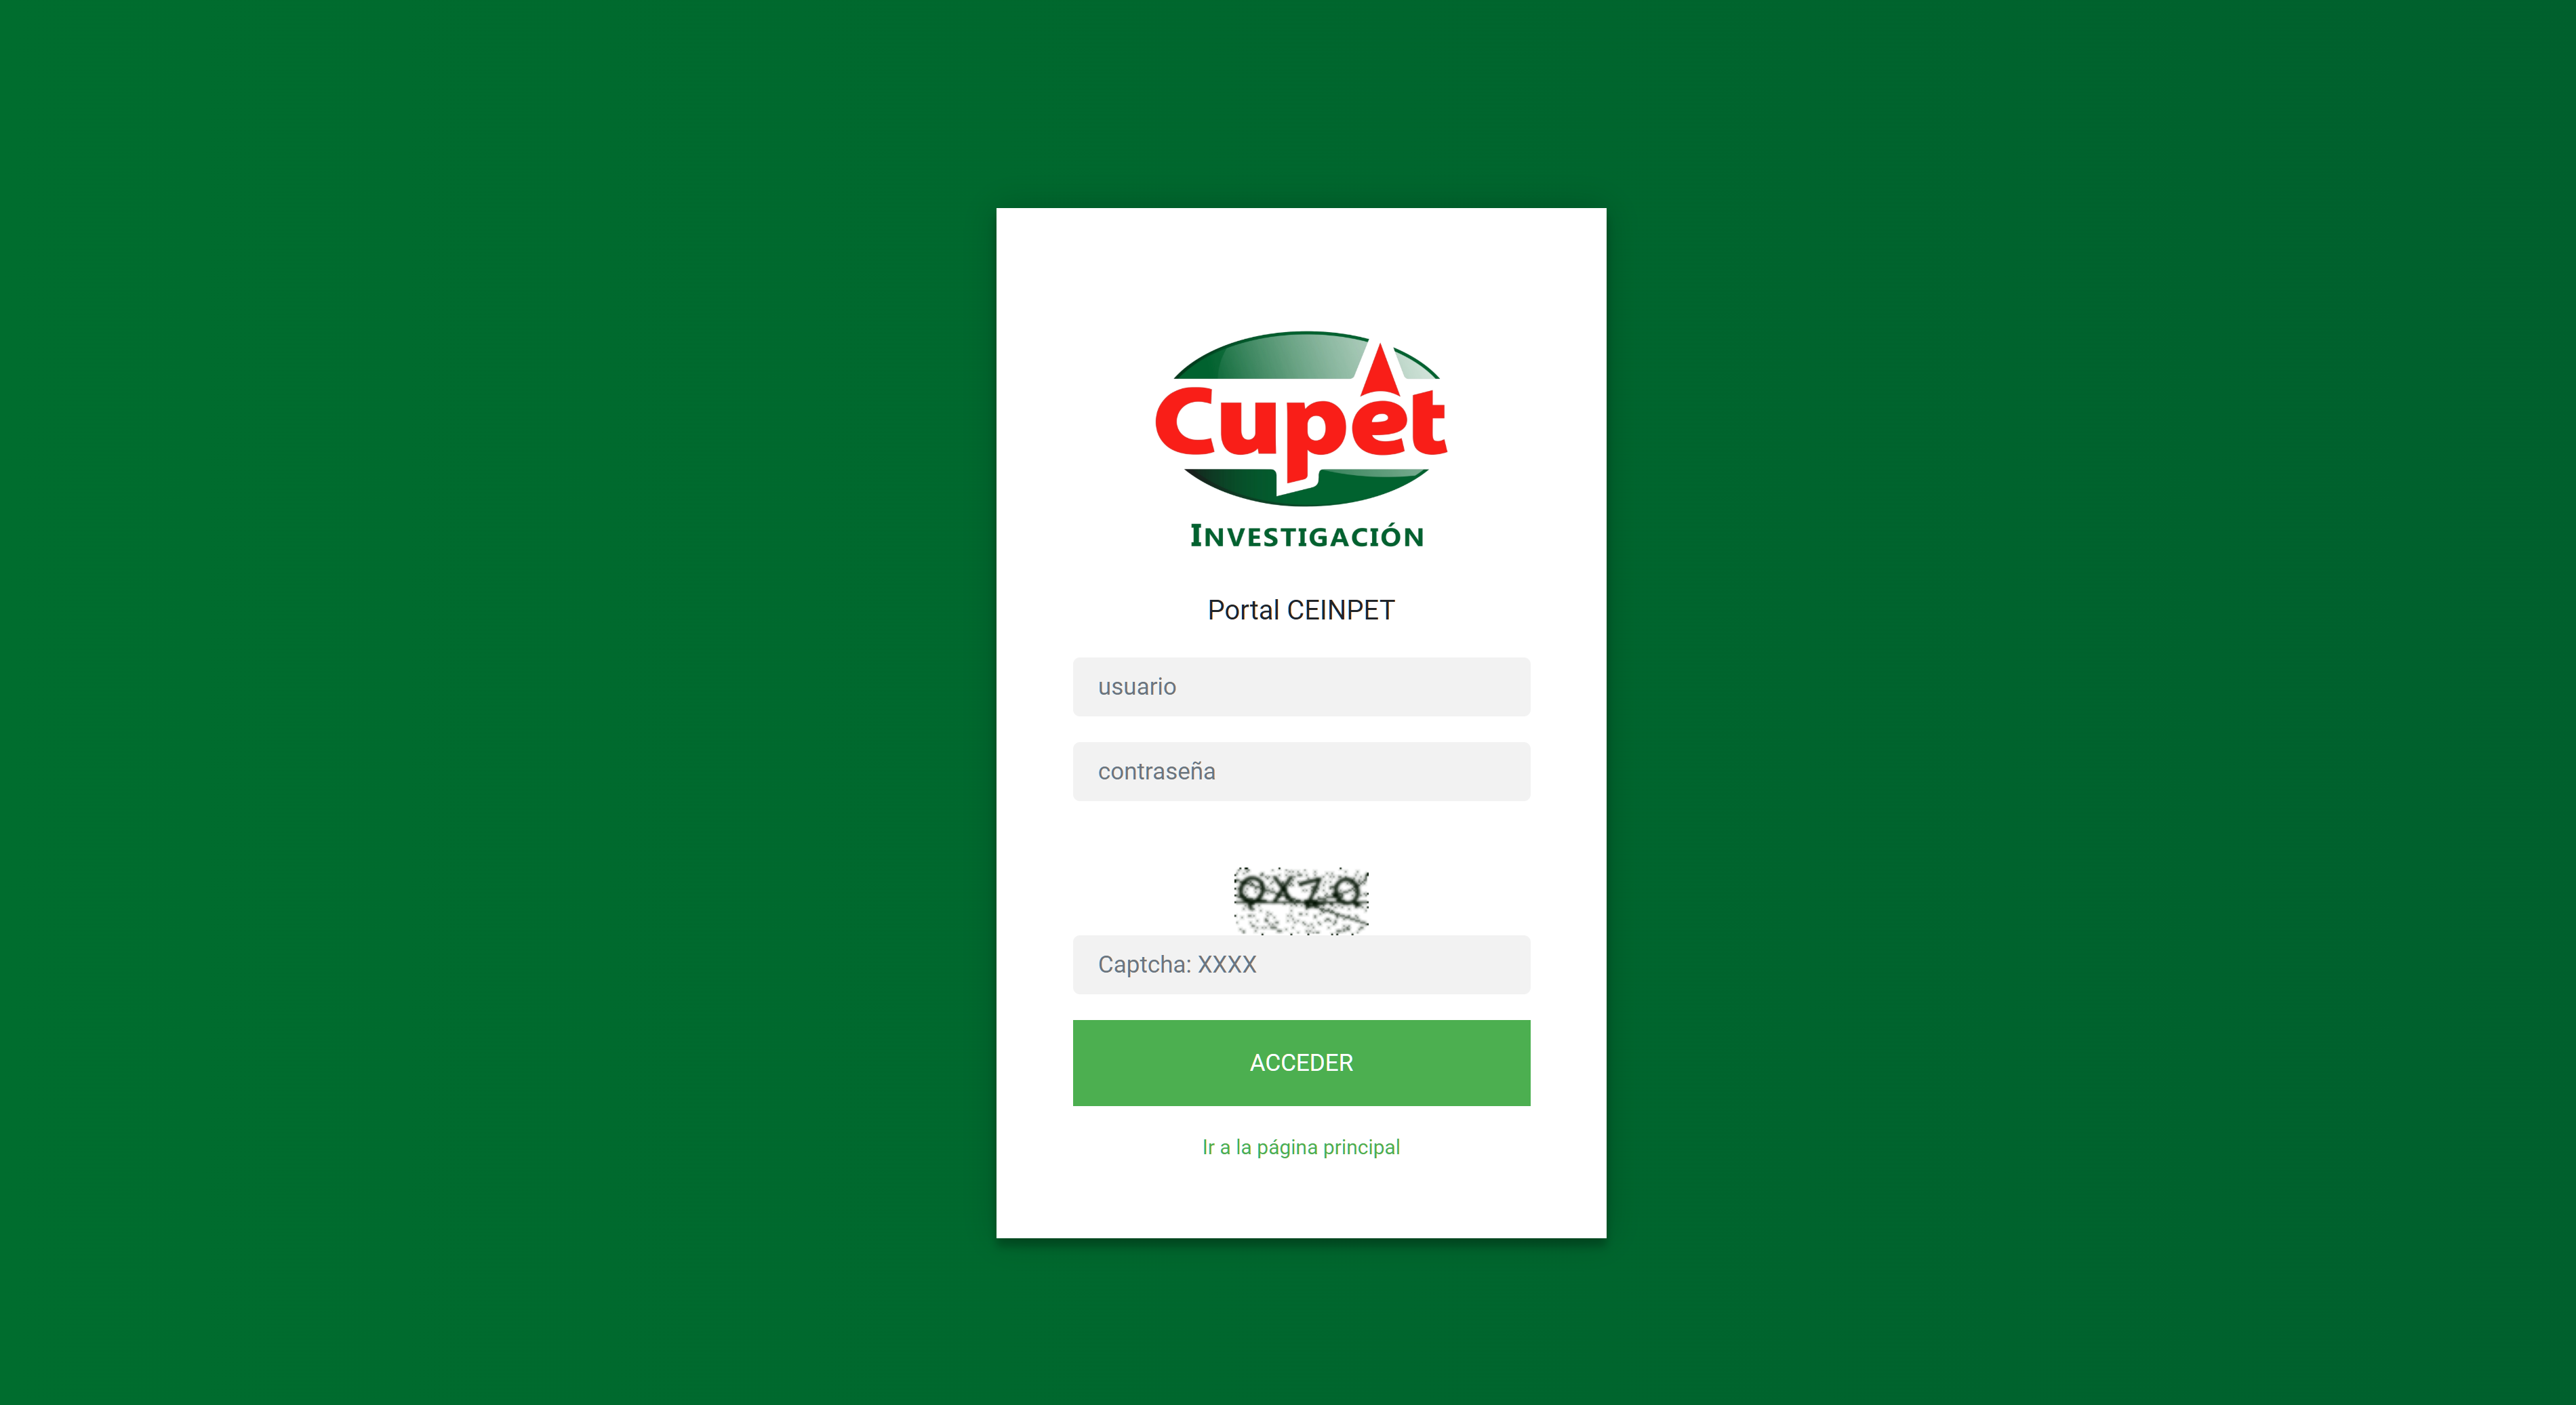 Cupet
INVESTIGACIÓN
Portal CEINPET
usuario
contraseña
QXZQ
Captcha: XXXX
ACCEDER
Ir a la página principal